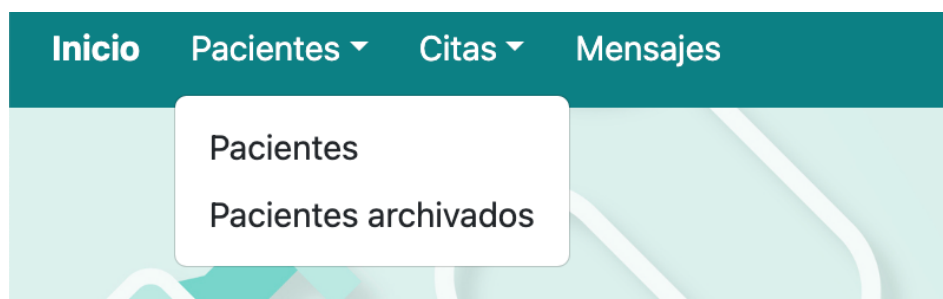 Inicio Pacientes Citas Mensajes
Pacientes
Pacientes archivados